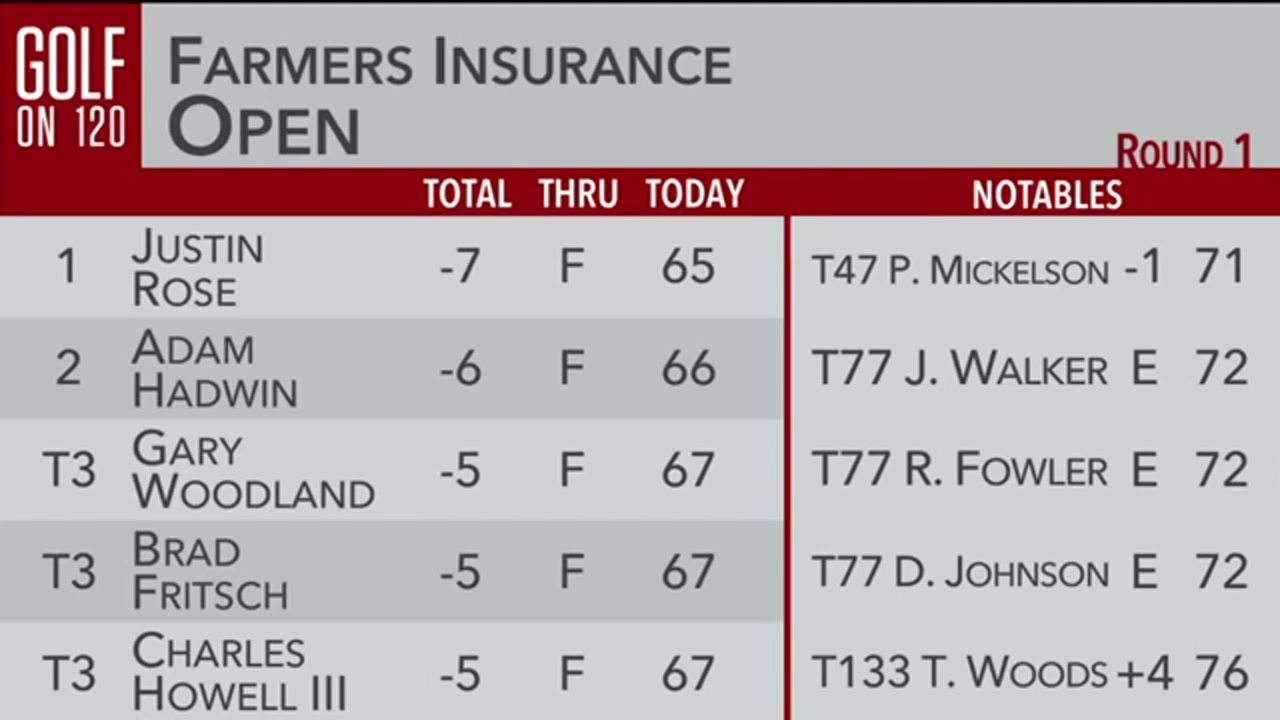 GOLF
ON 120
FARMERS INSURANCE
OPEN
ROUND 1
TOTAL THRU TODAY NOTABLES
1 JUSTIN ROSE -7 F 65 T47 P. MICKELSON -1 71
2 ADAM HADWIN -6 F 66 T77 J. WALKER E 72
T3 GARY WOODLAND -5 F 67 T77 R. FOWLER E 72
T3 BRAD FRITSCH -5 F 67 T77 D. JOHNSON E 72
T3 CHARLES HOWELL III -5 F 67 T133 T. WOODS +4 76